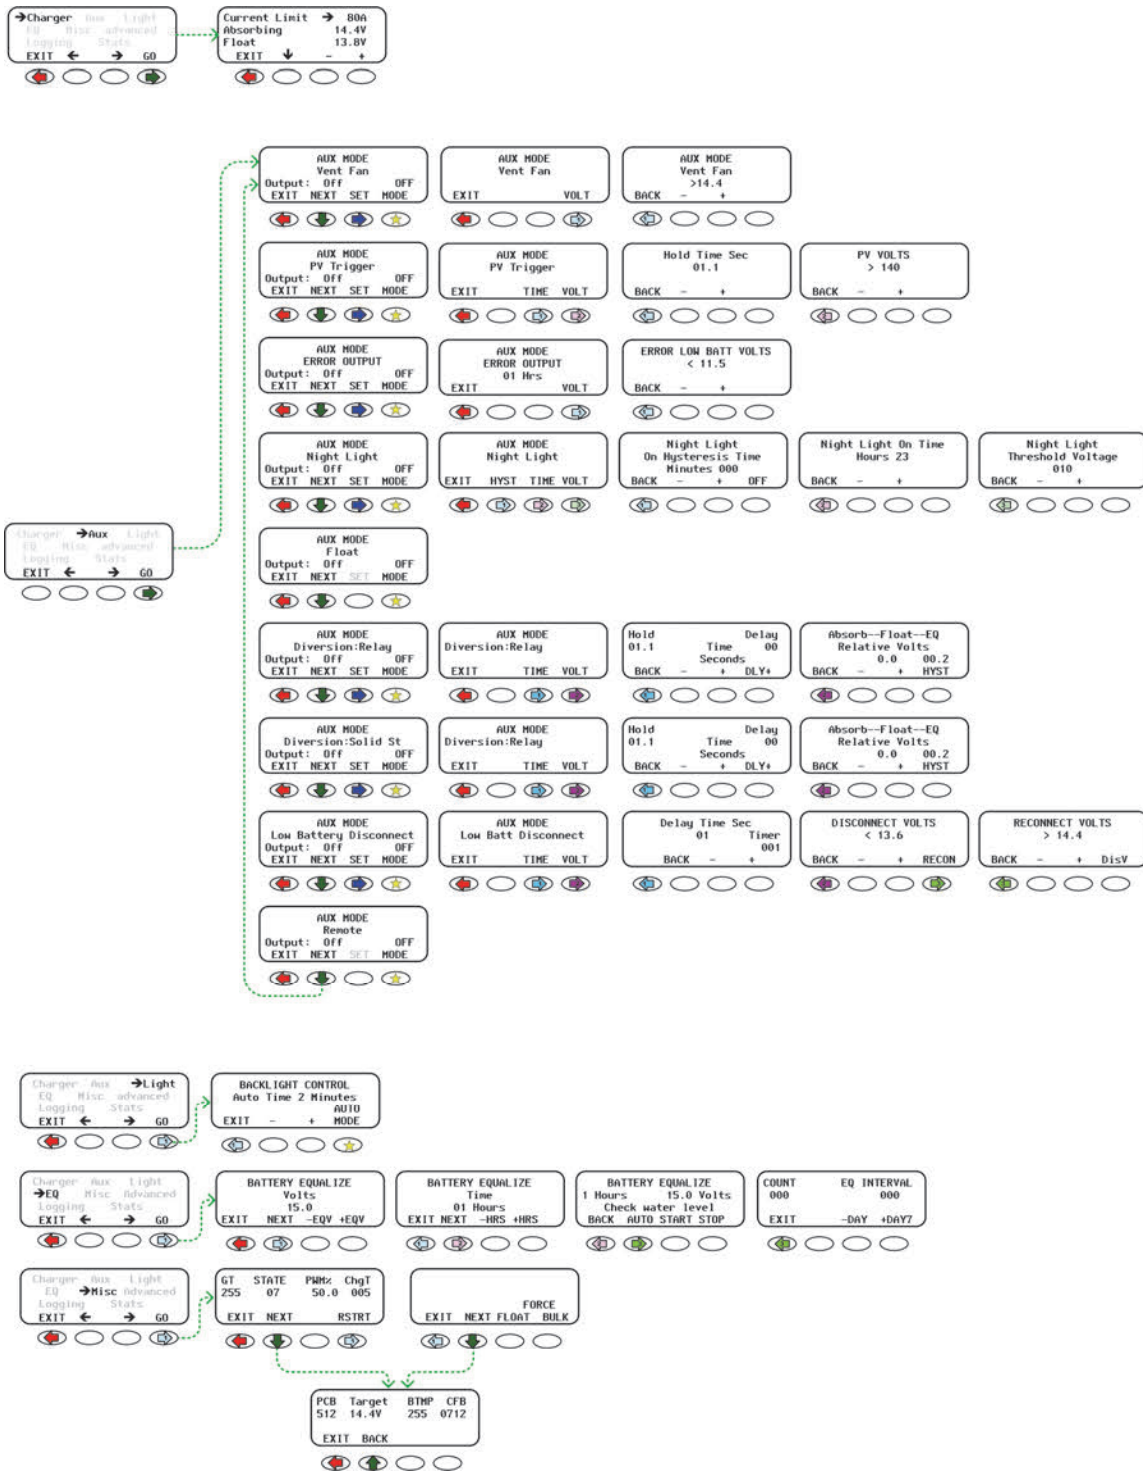 ➔Charger Aux Light
EQ Misc advanced
Logging Stats
EXIT ← → GO
Current Limit ➔ 80A
Absorbing 14.4V
Float 13.8V
EXIT ↓ - +
AUX MODE
Vent Fan
Output: Off OFF
EXIT NEXT SET MODE
AUX MODE
Vent Fan
EXIT VOLT
AUX MODE
Vent Fan
>14.4
BACK - +
AUX MODE
PV Trigger
Output: Off OFF
EXIT NEXT SET MODE
AUX MODE
PV Trigger
EXIT TIME VOLT
Hold Time Sec
01.1
BACK - +
PV VOLTS
> 140
BACK - +
AUX MODE
ERROR OUTPUT
Output: Off OFF
EXIT NEXT SET MODE
AUX MODE
ERROR OUTPUT
01 Hrs
EXIT VOLT
ERROR LOW BATT VOLTS
< 11.5
BACK - +
AUX MODE
Night Light
Output: Off OFF
EXIT NEXT SET MODE
AUX MODE
Night Light
EXIT HYST TIME VOLT
Night Light
On Hysteresis Time
Minutes 000
BACK - + OFF
Night Light On Time
Hours 23
BACK - +
Night Light
Threshold Voltage
010
BACK - +
Charger ➔Aux Light
EQ Misc advanced
Logging Stats
EXIT ← → GO
AUX MODE
Float
Output: Off OFF
EXIT NEXT SET MODE
AUX MODE
Diversion:Relay
Output: Off OFF
EXIT NEXT SET MODE
AUX MODE
Diversion:Relay
EXIT TIME VOLT
Hold Delay
01.1 Time 00
Seconds
BACK - + DLY+
Absorb--Float--EQ
Relative Volts
0.0 00.2
BACK - + HYST
AUX MODE
Diversion:Solid St
Output: Off OFF
EXIT NEXT SET MODE
AUX MODE
Diversion:Relay
EXIT TIME VOLT
Hold Delay
01.1 Time 00
Seconds
BACK - + DLY+
Absorb--Float--EQ
Relative Volts
0.0 00.2
BACK - + HYST
AUX MODE
Low Battery Disconnect
Output: Off OFF
EXIT NEXT SET MODE
AUX MODE
Low Batt Disconnect
EXIT TIME VOLT
Delay Time Sec
01 Timer
001
BACK - +
DISCONNECT VOLTS
< 13.6
BACK - + RECON
RECONNECT VOLTS
> 14.4
BACK - + DisV
AUX MODE
Remote
Output: Off OFF
EXIT NEXT SET MODE
Charger Aux ➔Light
EQ Misc advanced
Logging Stats
EXIT ← → GO
BACKLIGHT CONTROL
Auto Time 2 Minutes
AUTO
EXIT - + MODE
Charger Aux Light
➔EQ Misc Advanced
Logging Stats
EXIT ← → GO
BATTERY EQUALIZE
Volts
15.0
EXIT NEXT -EQV +EQV
BATTERY EQUALIZE
Time
01 Hours
EXIT NEXT -HRS +HRS
BATTERY EQUALIZE
1 Hours 15.0 Volts
Check water level
BACK AUTO START STOP
COUNT EQ INTERVAL
000 000
EXIT -DAY +DAY7
Charger Aux Light
EQ ➔Misc Advanced
Logging Stats
EXIT ← → GO
GT STATE PWM% ChgT
255 07 50.0 005
EXIT NEXT RSTRT
FORCE
EXIT NEXT FLOAT BULK
PCB Target BTMP CFB
512 14.4V 255 0712
EXIT BACK